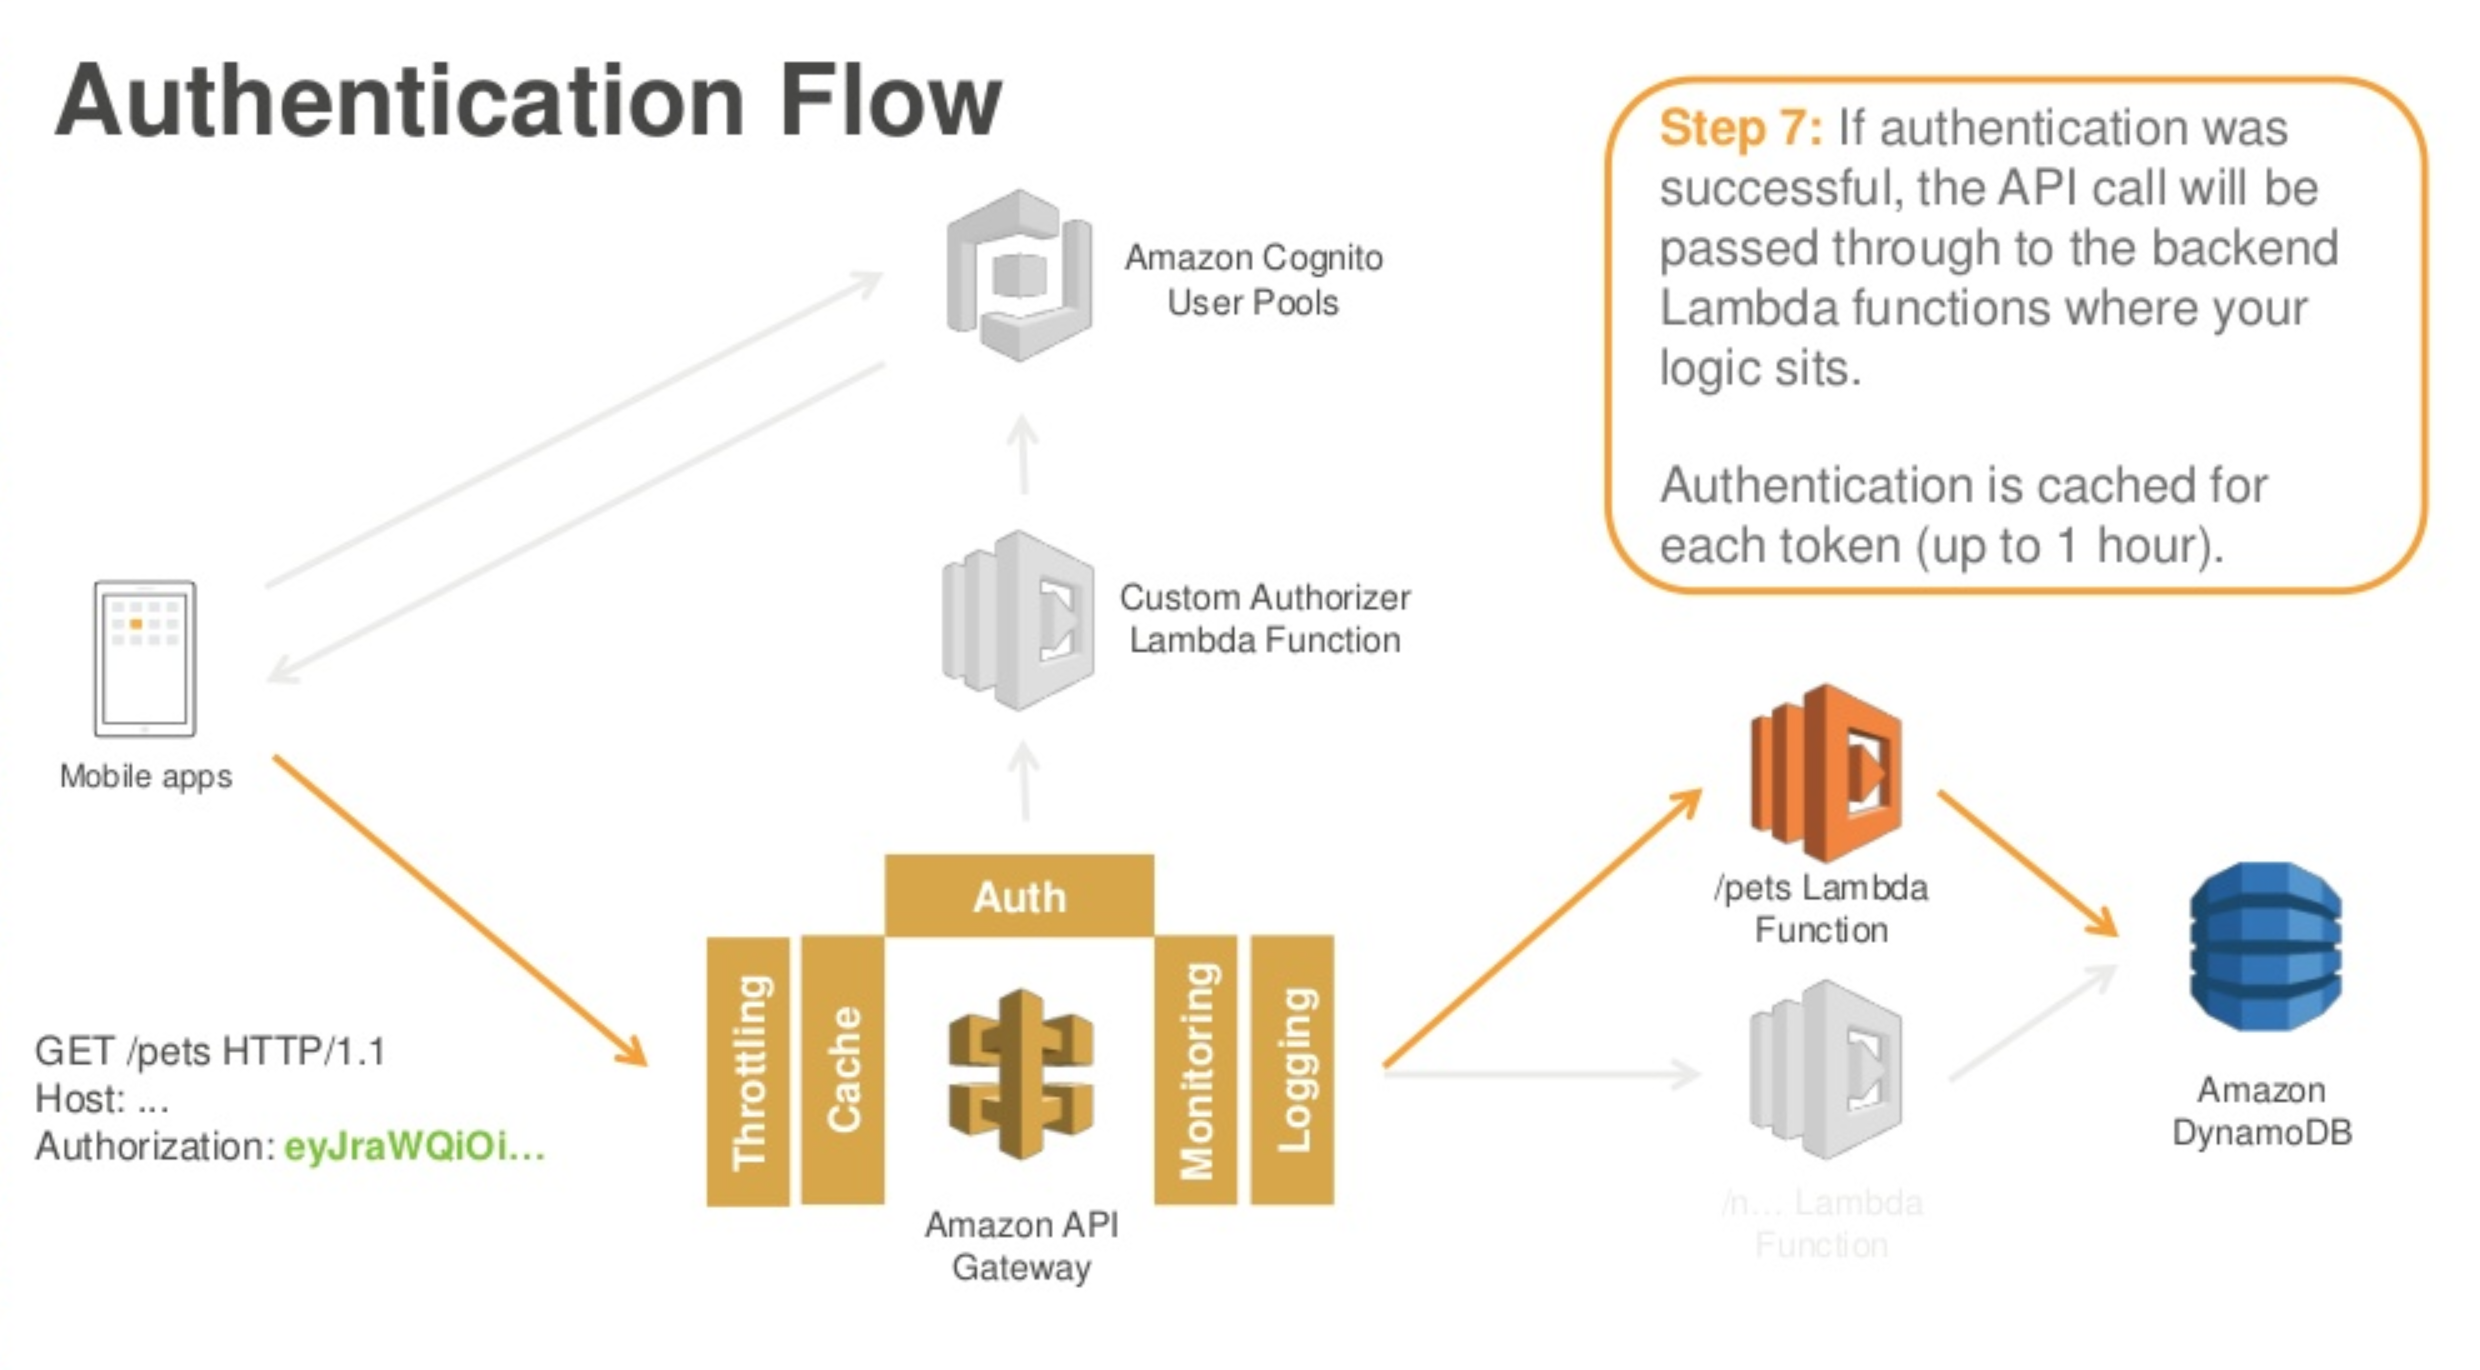 Authentication Flow
Step 7: If authentication was
successful, the API call will be
passed through to the backend
Lambda functions where your
logic sits.
Authentication is cached for
each token (up to 1 hour).
Amazon Cognito
User Pools
Custom Authorizer
Lambda Function
Mobile apps
GET /pets HTTP/1.1
Host: ...
Authorization: eyJraWQiOi...
Auth
Throttling
Cache
Monitoring
Logging
Amazon API
Gateway
/pets Lambda
Function
/n... Lambda
Function
Amazon
DynamoDB